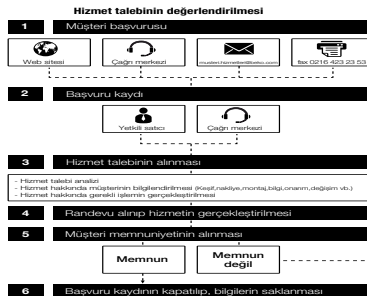 Hizmet talebinin değerlendirilmesi
1 Müşteri başvurusu
Web sitesi
Çağrı merkezi
musteri.hizmetleri@beko.com
fax 0216 423 23 53
2 Başvuru kaydı
Yetkili satıcı
Çağrı merkezi
3 Hizmet talebinin alınması
- Hizmet talebi analizi
- Hizmet hakkında müşterinin bilgilendirilmesi (Keşif,nakliye,montaj,bilgi,onarım,değişim vb.)
- Hizmet hakkında gerekli işlemin gerçekleştirilmesi
4 Randevu alınıp hizmetin gerçekleştirilmesi
5 Müşteri memnuniyetinin alınması
Memnun
Memnun
değil
6 Başvuru kaydının kapatılıp, bilgilerin saklanması